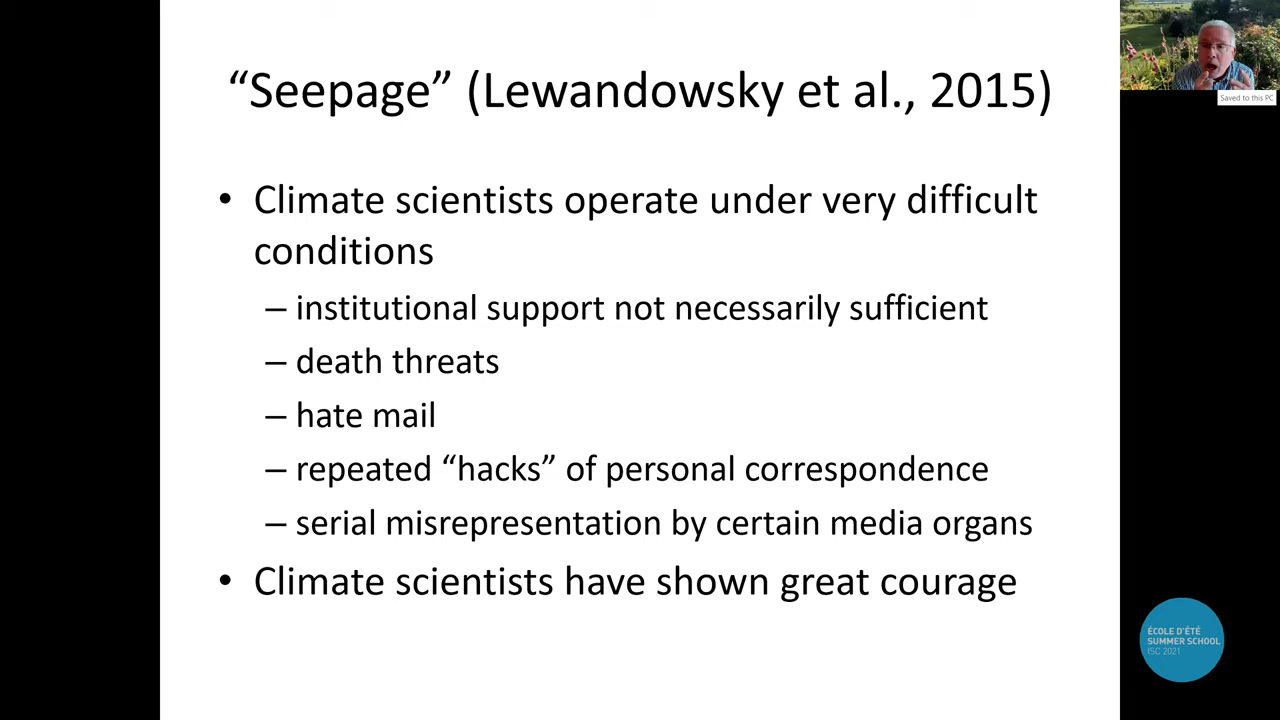 “Seepage” (Lewandowsky et al., 2015)
• Climate scientists operate under very difficult
conditions
– institutional support not necessarily sufficient
– death threats
– hate mail
– repeated “hacks” of personal correspondence
– serial misrepresentation by certain media organs
• Climate scientists have shown great courage
Saved to this PC
ÉCOLE D'ÉTÉ
SUMMER SCHOOL
ISC 2021